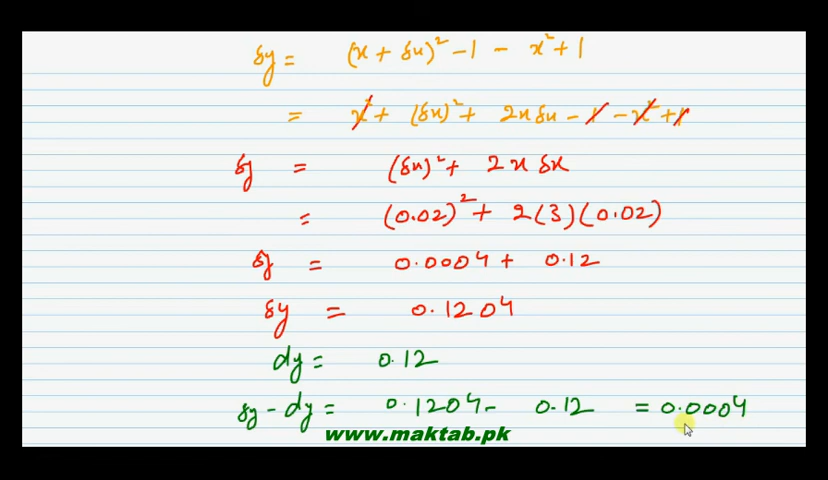 δy = (x + δx)² - 1 - x² + 1
= x² + (δx)² + 2x δx - 1 - x² + 1
δy = (δx)² + 2x δx
= (0.02)² + 2(3)(0.02)
δy = 0.0004 + 0.12
δy = 0.1204
dy = 0.12
δy - dy = 0.1204 - 0.12 = 0.0004
www.maktab.pk